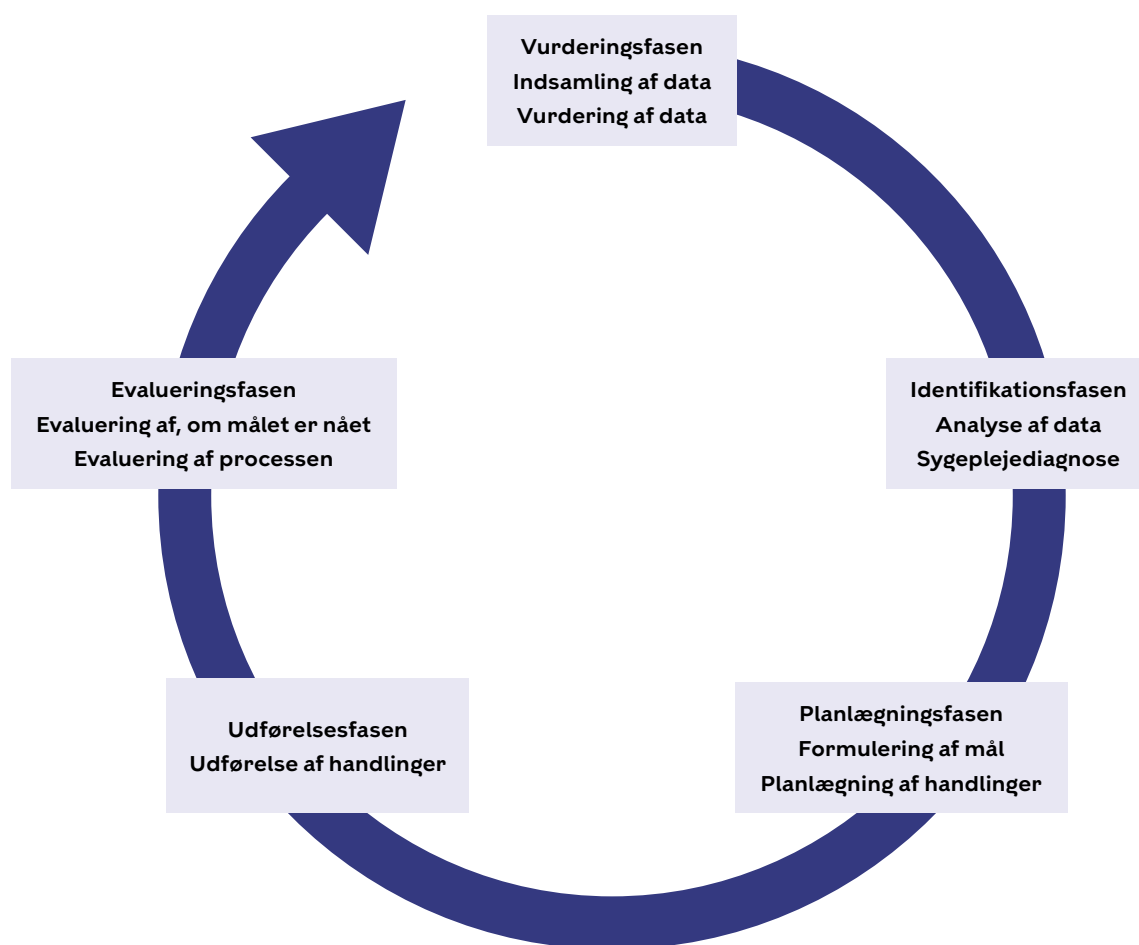 Vurderingsfasen
Indsamling af data
Vurdering af data
Identifikationsfasen
Analyse af data
Sygeplejediagnose
Planlægningsfasen
Formulering af mål
Planlægning af handlinger
Udførelsesfasen
Udførelse af handlinger
Evalueringsfasen
Evaluering af, om målet er nået
Evaluering af processen